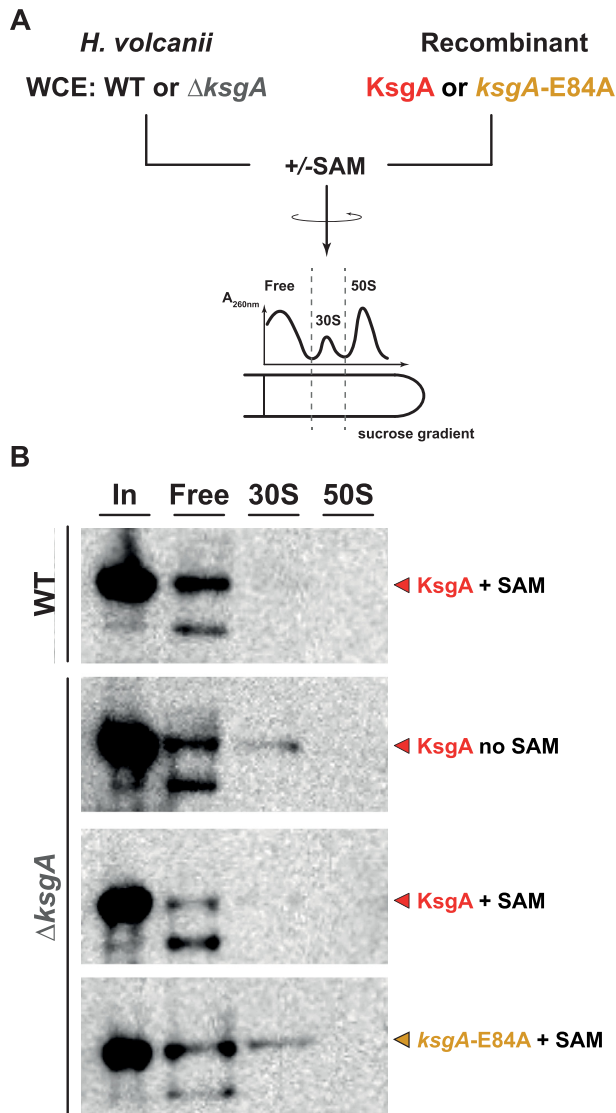 A
H. volcanii
Recombinant
WCE: WT or ΔksgA
KsgA or ksgA-E84A
+/-SAM
Free
30S
50S
A260nm
sucrose gradient
B
In Free 30S 50S
WT
KsgA + SAM
ΔksgA
KsgA no SAM
KsgA + SAM
ksgA-E84A + SAM